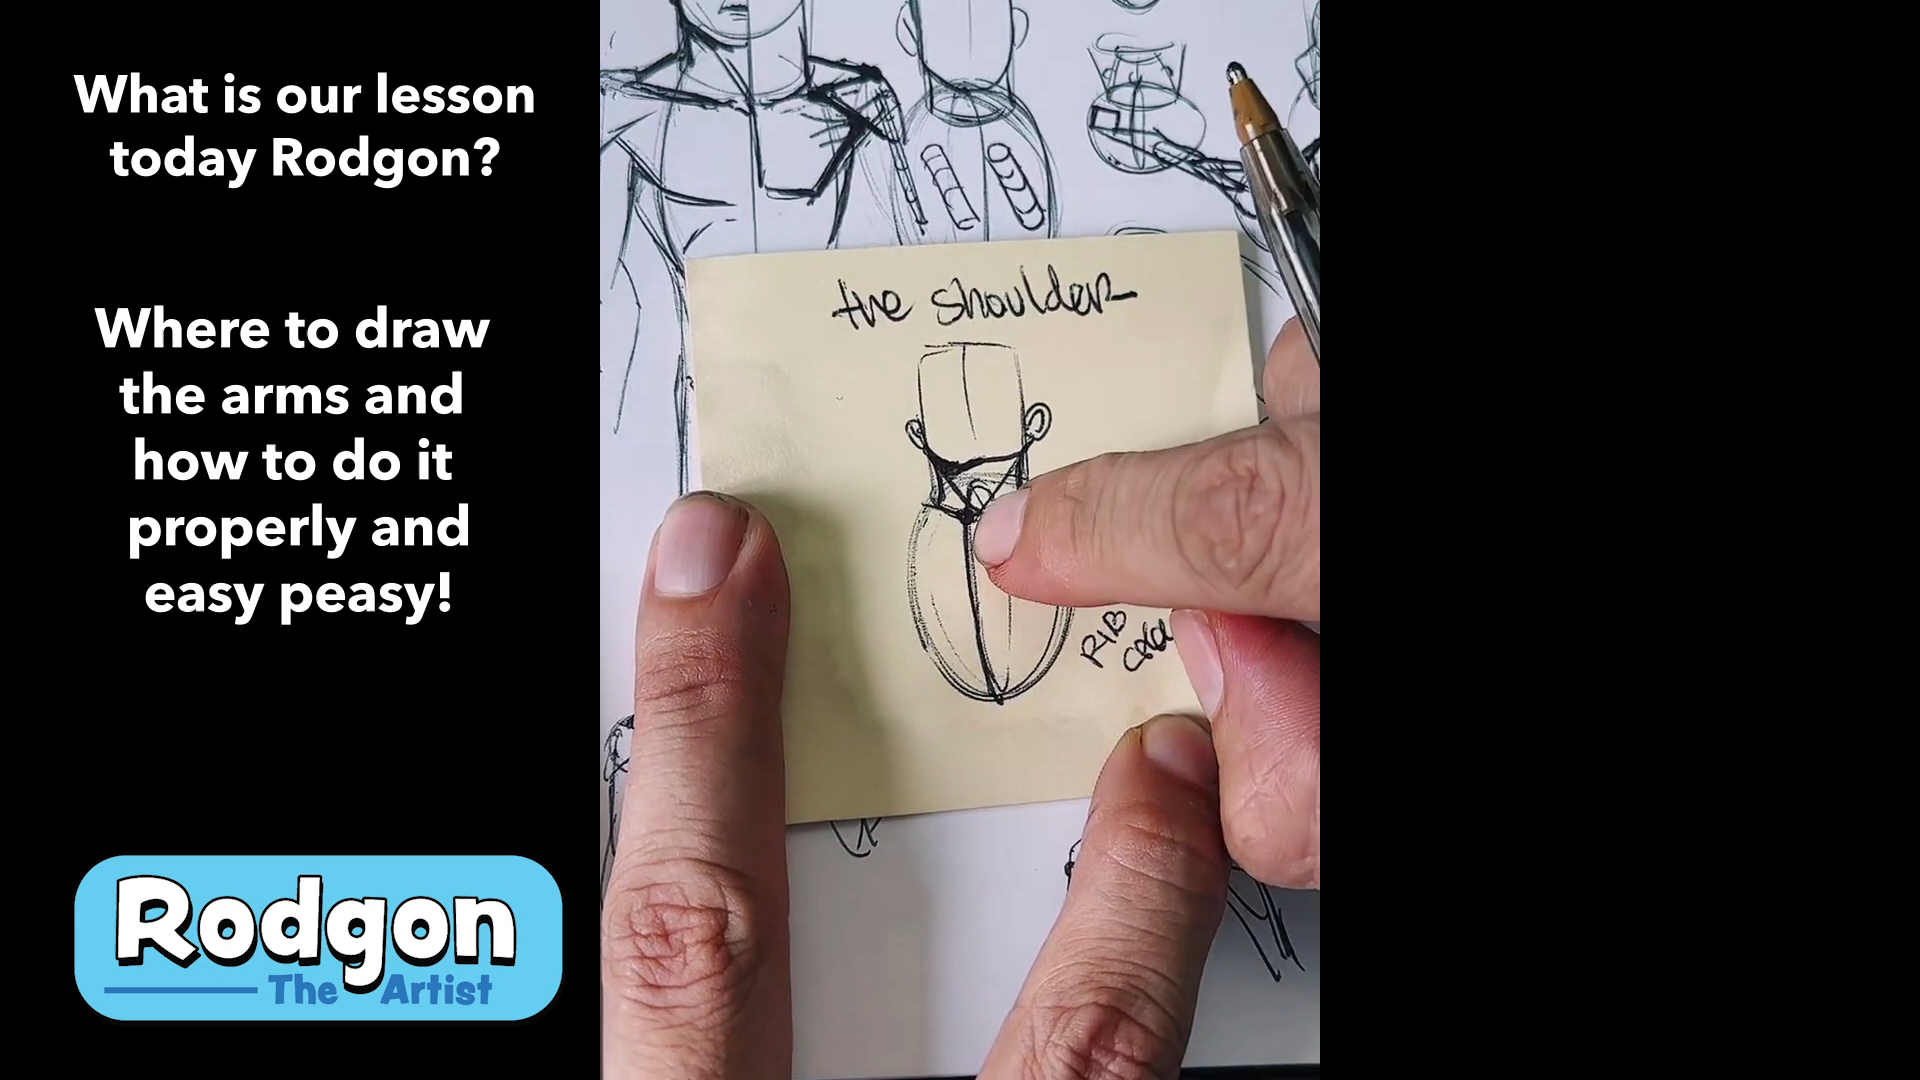 What is our lesson
today Rodgon?
Where to draw
the arms and
how to do it
properly and
easy peasy!
Rodgon
The Artist
the shoulder
RIB